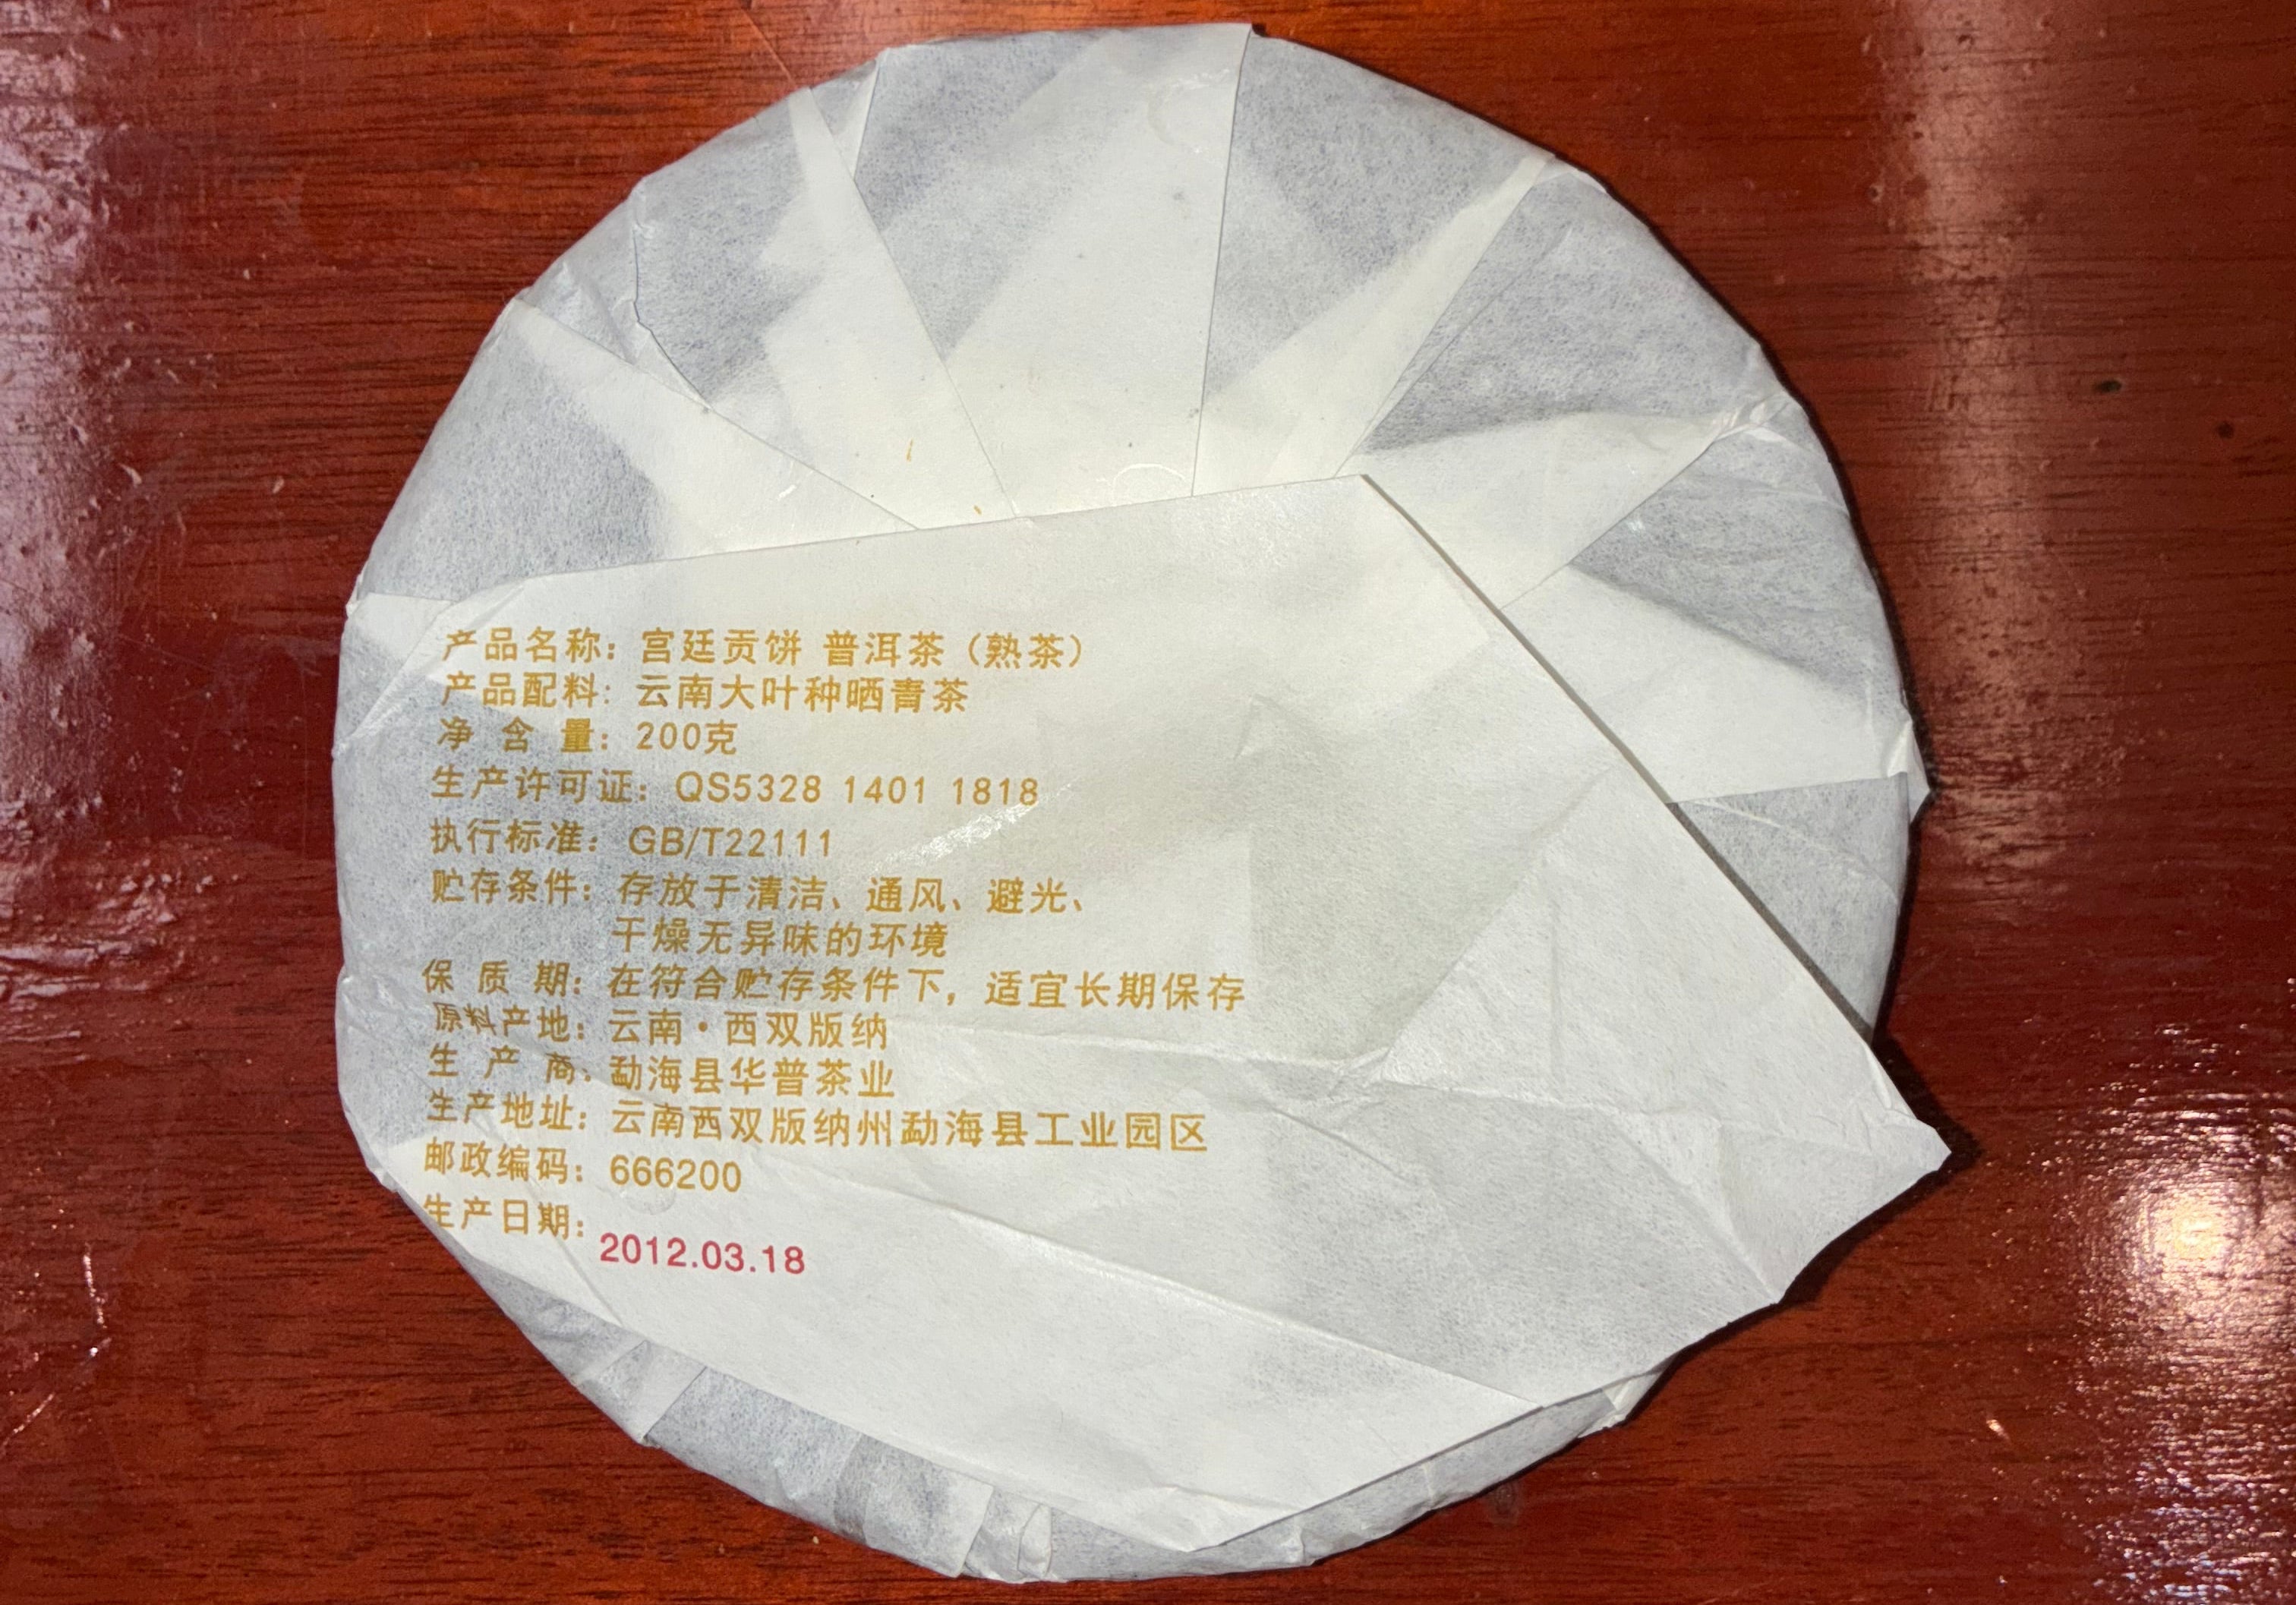 产品名称：宫廷贡饼 普洱茶（熟茶）
产品配料：云南大叶种晒青茶
净 含 量：200克
生产许可证：QS5328 1401 1818
执行标准：GB/T22111
贮存条件：存放于清洁、通风、避光、
干燥无异味的环境
保 质 期：在符合贮存条件下，适宜长期保存
原料产地：云南·西双版纳
生 产 商：勐海县华普茶业
生产地址：云南西双版纳州勐海县工业园区
邮政编码：666200
生产日期：2012.03.18